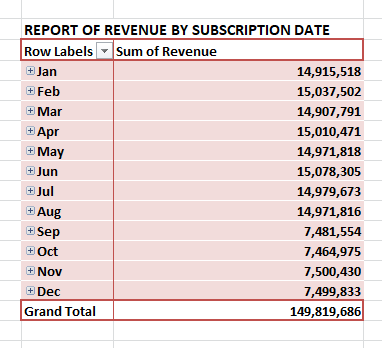 REPORT OF REVENUE BY SUBSCRIPTION DATE
Row Labels Sum of Revenue
Jan 14,915,518
Feb 15,037,502
Mar 14,907,791
Apr 15,010,471
May 14,971,818
Jun 15,078,305
Jul 14,979,673
Aug 14,971,816
Sep 7,481,554
Oct 7,464,975
Nov 7,500,430
Dec 7,499,833
Grand Total 149,819,686